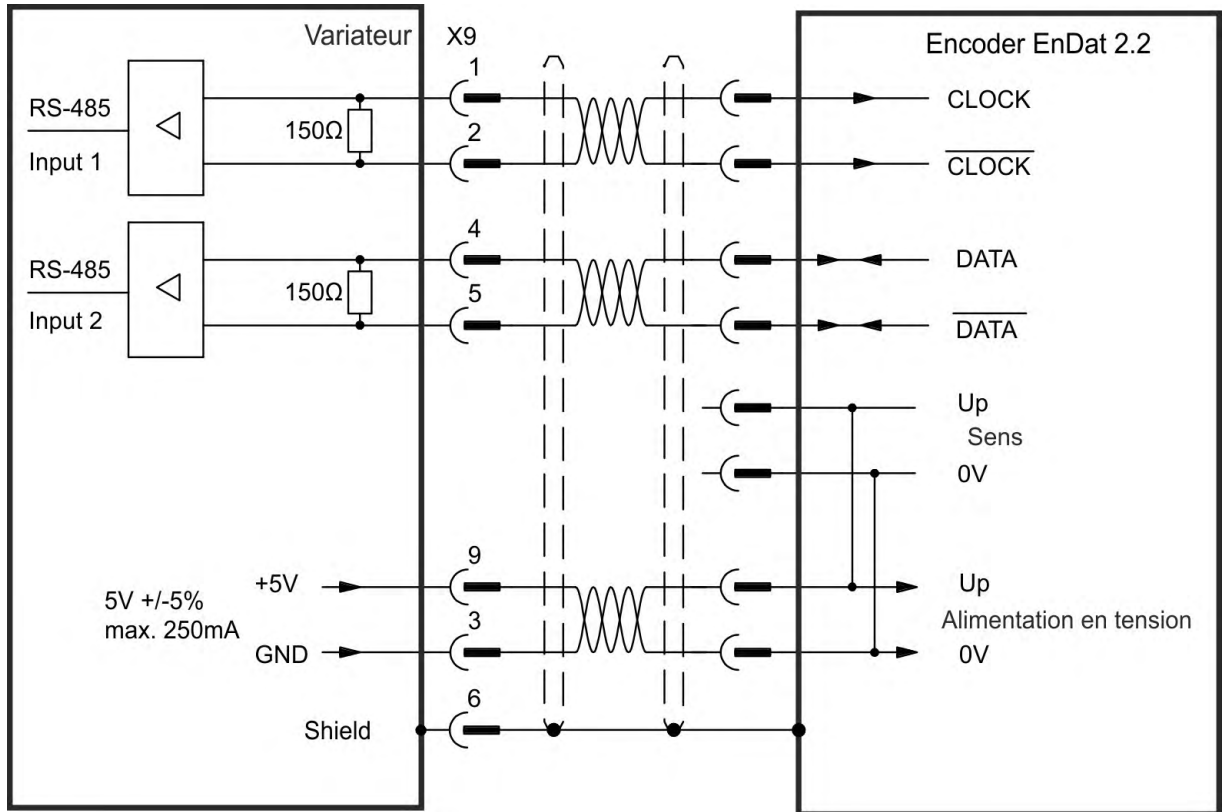 Variateur
X9
Encoder EnDat 2.2
1
RS-485
150Ω
CLOCK
2
Input 1
CLOCK
4
RS-485
150Ω
DATA
5
Input 2
DATA
Up
Sens
0V
9
+5V
Up
5V +/-5%
max. 250mA
Alimentation en tension
3
GND
0V
6
Shield